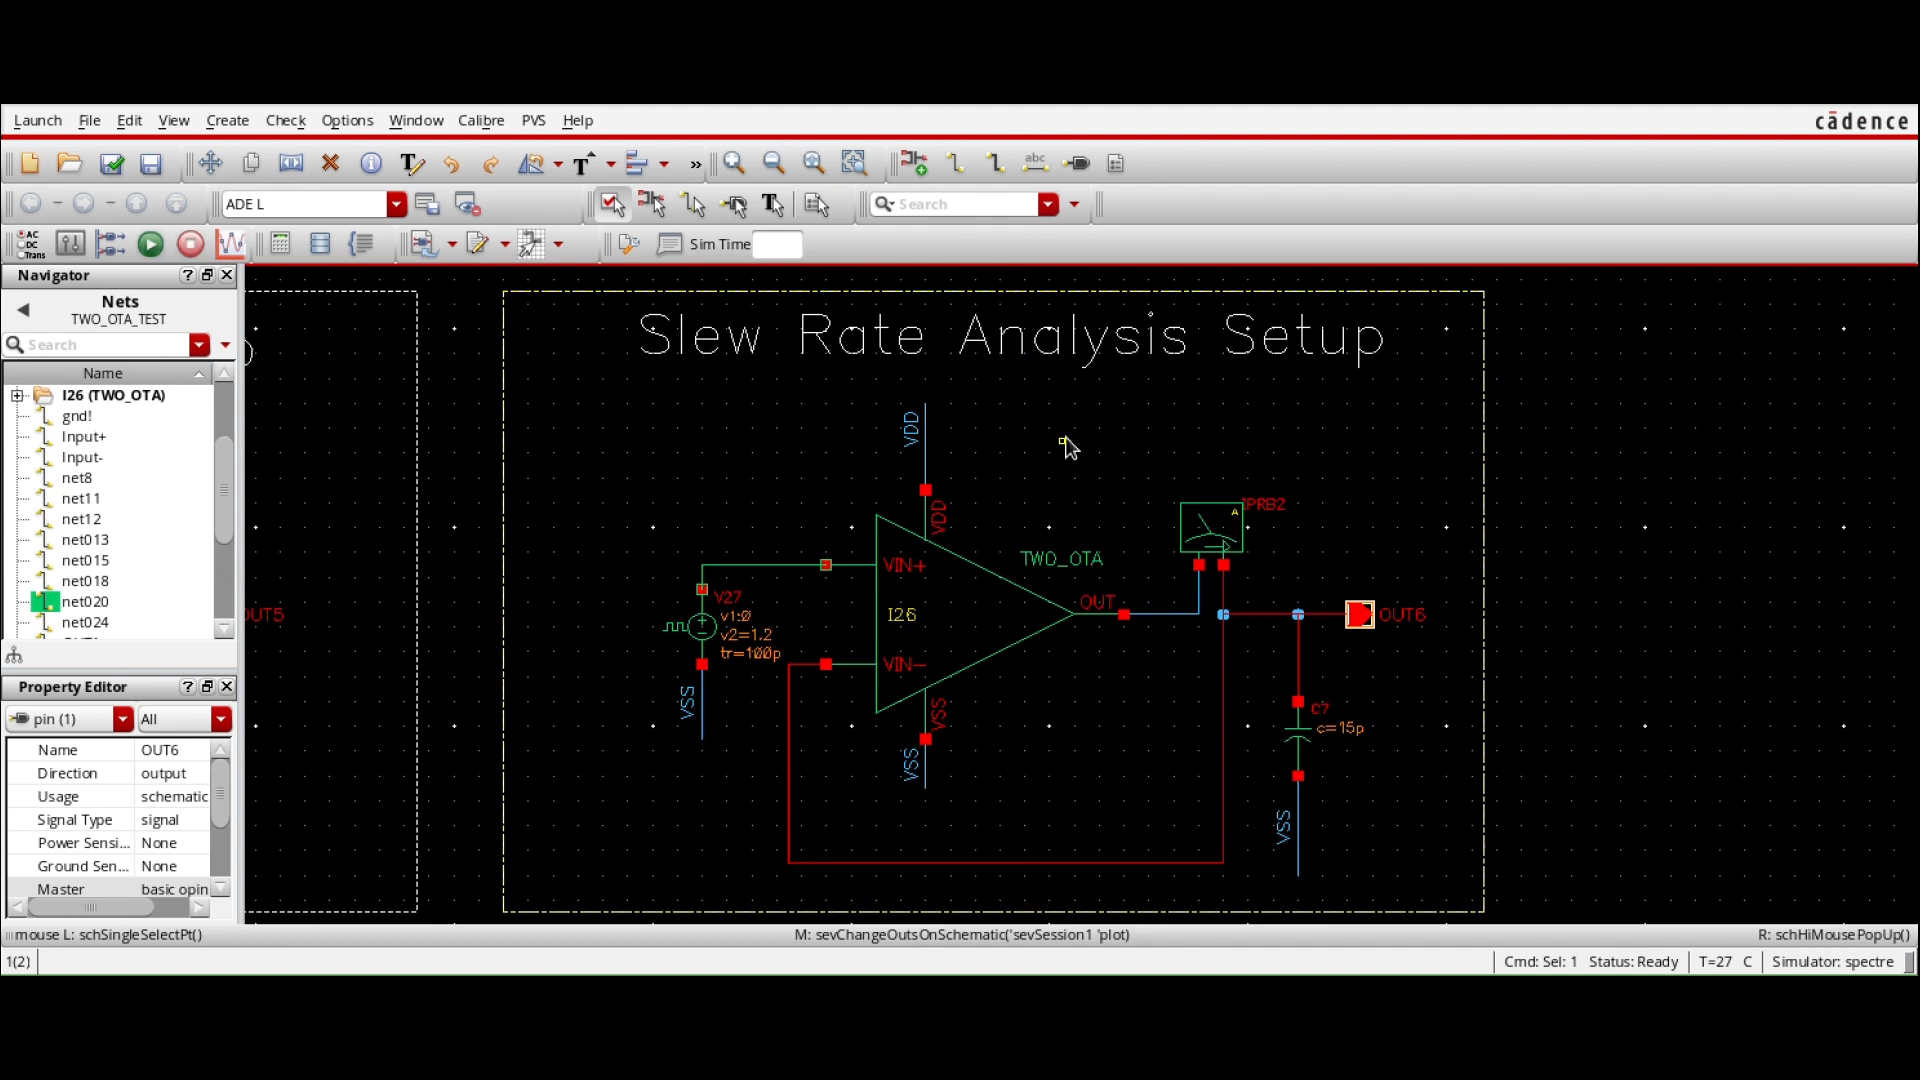 Launch File Edit View Create Check Options Window Calibre PVS Help
cādence
abc
ADE L
Search
AC
DC
Trans
Sim Time
Navigator
Nets
TWO_OTA_TEST
Search
Name
I26 (TWO_OTA)
gnd!
Input+
Input-
net8
net11
net12
net013
net015
net018
net020
net024
Property Editor
pin (1) All
Name OUT6
Direction output
Usage schematic
Signal Type signal
Power Sensi... None
Ground Sen... None
Master basic opin
OUT5
Slew Rate Analysis Setup
VDD
VDD
A
IPRB2
TWO_OTA
VIN+
V27
v1:0
v2=1.2
tr=100p
I26
OUT
OUT6
VIN-
VSS
VSS
VSS
C7
c=15p
VSS
mouse L: schSingleSelectPt() M: sevChangeOutsOnSchematic('sevSession1 'plot) R: schHiMousePopUp()
1(2) Cmd: Sel: 1 Status: Ready T=27 C Simulator: spectre